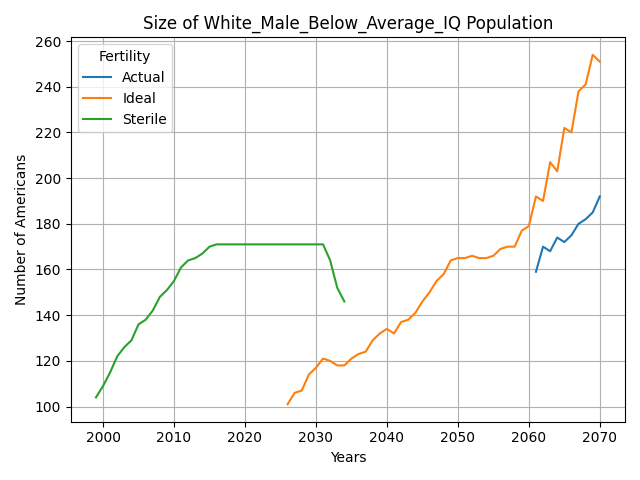 Size of White_Male_Below_Average_IQ Population
Fertility
Actual
Ideal
Sterile
Number of Americans
260
240
220
200
180
160
140
120
100
2000 2010 2020 2030 2040 2050 2060 2070
Years